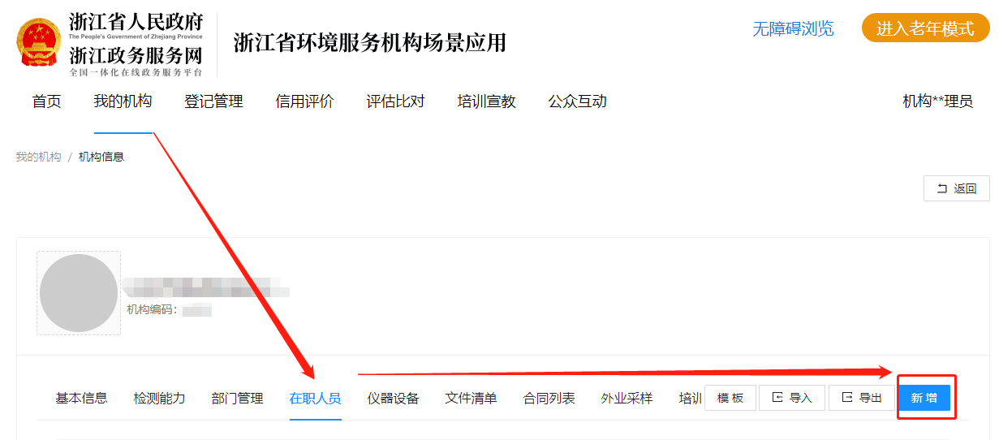 浙江省人民政府
The People's Government of Zhejiang Province
浙江政务服务网
全国一体化在线政务服务平台
浙江省环境服务机构场景应用
无障碍浏览
进入老年模式
首页 我的机构 登记管理 信用评价 评估比对 培训宣教 公众互动 机构**理员
我的机构 / 机构信息
返回
机构编码:
基本信息 检测能力 部门管理 在职人员 仪器设备 文件清单 合同列表 外业采样 培训 模板 导入 导出 新增